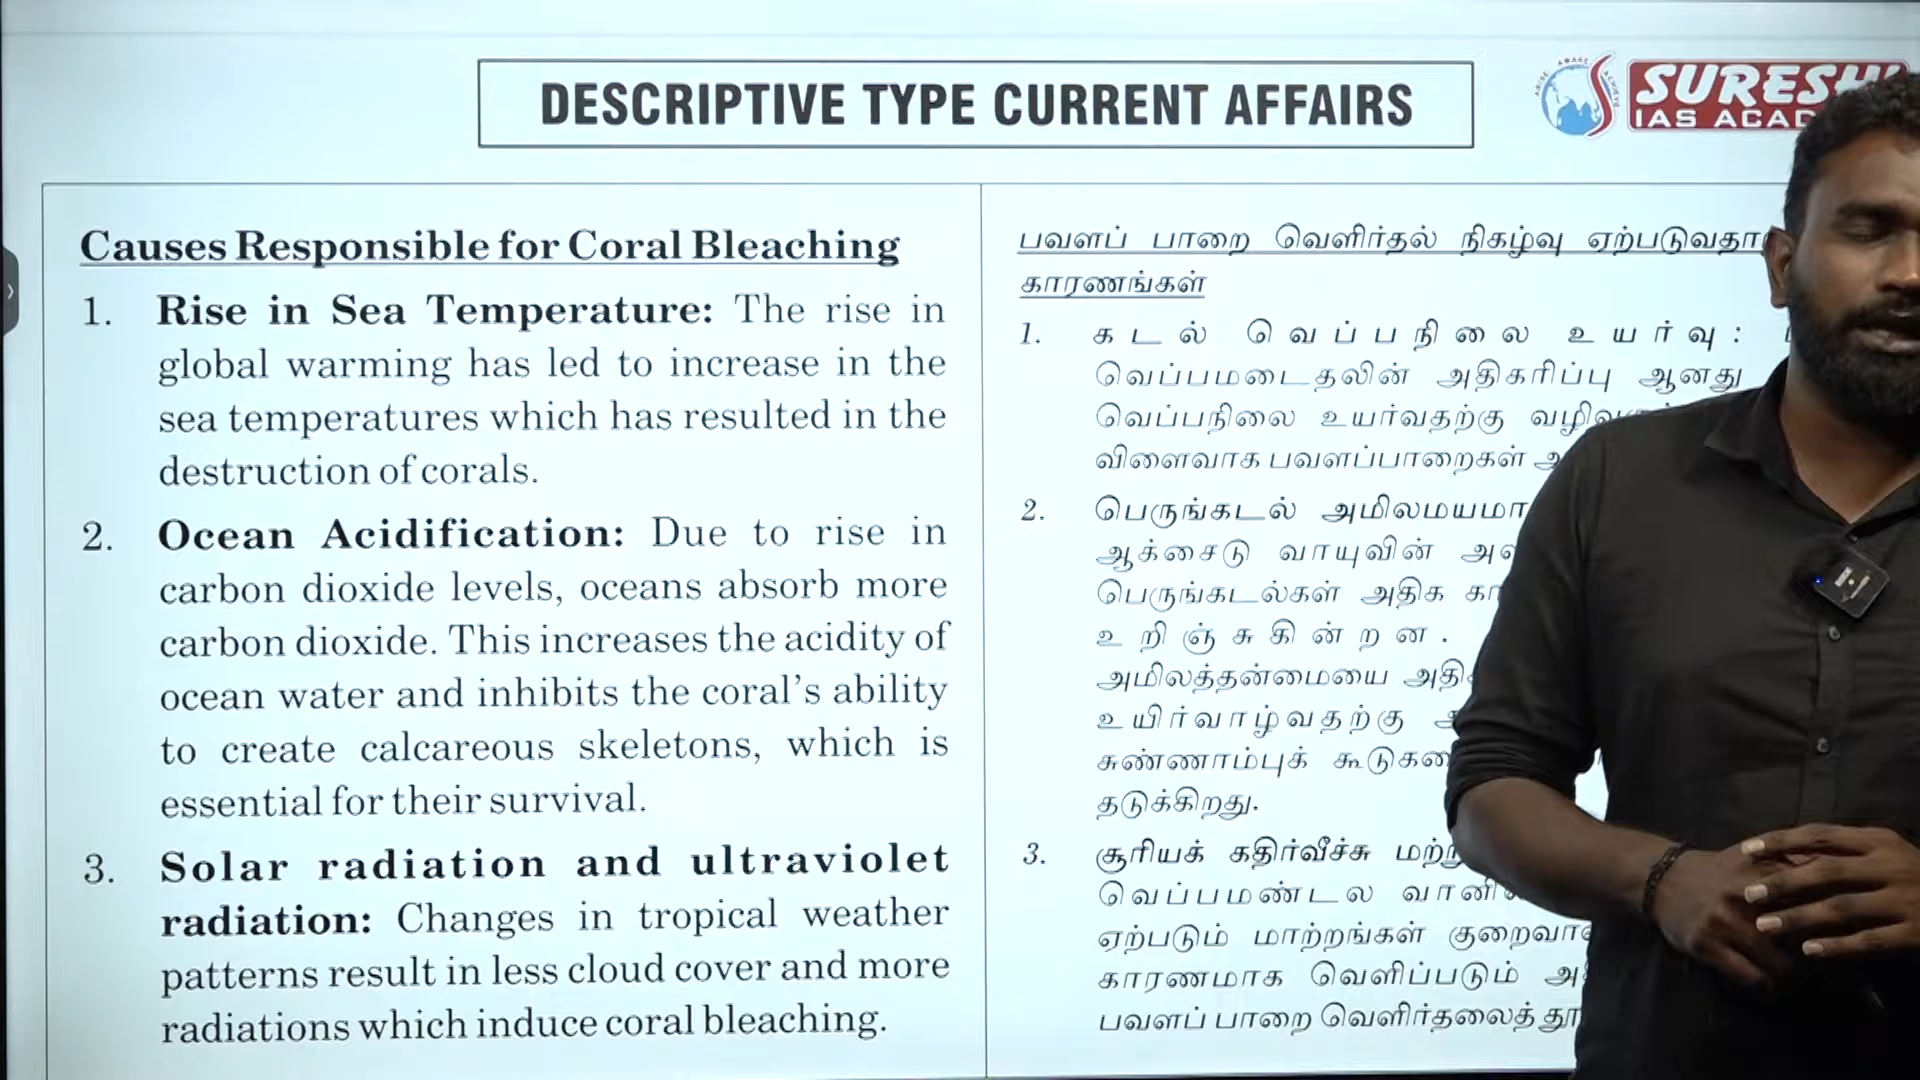 DESCRIPTIVE TYPE CURRENT AFFAIRS
SURESH
IAS
Causes Responsible for Coral Bleaching
1. Rise in Sea Temperature: The rise in
global warming has led to increase in the
sea temperatures which has resulted in the
destruction of corals.
2. Ocean Acidification: Due to rise in
carbon dioxide levels, oceans absorb more
carbon dioxide. This increases the acidity of
ocean water and inhibits the coral's ability
to create calcareous skeletons, which is
essential for their survival.
3. Solar radiation and ultraviolet
radiation: Changes in tropical weather
patterns result in less cloud cover and more
radiations which induce coral bleaching.
பவளப் பாறை வெளிர்தல் நிகழ்வு
காரணங்கள்
1. கடல் வெப்பநிலை உயர்வு:
வெப்பமடைதலின் அதிகரிப்பு ஆனது
வெப்பநிலை உயர்வதற்கு
விளைவாக பவளப்பாறைகள்
2. பெருங்கடல்
ஆக்சைடு வாயுவின்
பெருங்கடல்கள் அதிக
உறிஞ்சுகின்றன.
அமிலத்தன்மையை
உயிர்வாழ்வதற்கு
சுண்ணாம்புக்
தடுக்கிறது.
3. சூரியக் கதிர்வீச்சு
வெப்பமண்டல
ஏற்படும் மாற்றங்கள்
காரணமாக வெளிப்படும்
பவளப் பாறை வெளிர்தலைத்